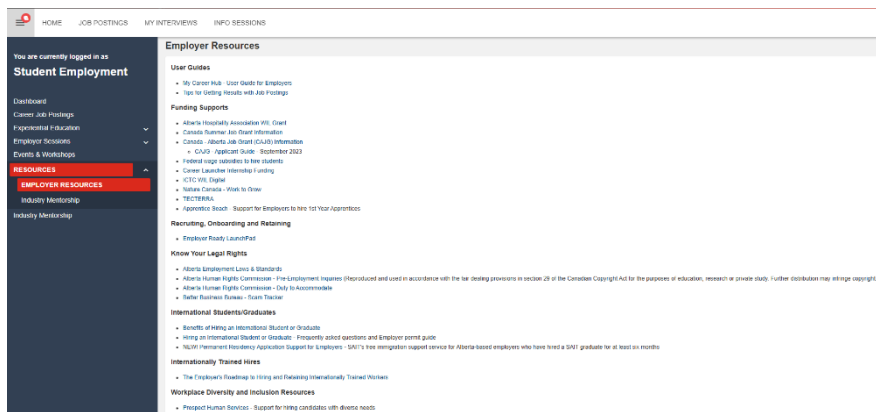 HOME JOB POSTINGS MY INTERVIEWS INFO SESSIONS
You are currently logged in as
Student Employment
Dashboard
Career Job Postings
Experiential Education
Employer Sessions
Events & Workshops
RESOURCES
EMPLOYER RESOURCES
Industry Mentorship
Industry Mentorship
Employer Resources
User Guides
My Career Hub - User Guide for Employers
Tips for Getting Results with Job Postings
Funding Supports
Alberta Hospitality Association WIL Grant
Canada Summer Job Grant Information
Canada - Alberta Job Grant (CAJG) Information
CAJG - Applicant Guide - September 2023
Federal wage subsidies to hire students
Career Launcher Internship Funding
ICTC WIL Digital
Nature Canada - Work to Grow
TECTERRA
Apprentice Search - Support for Employers to hire 1st Year Apprentices
Recruiting, Onboarding and Retaining
Employer Ready LaunchPad
Know Your Legal Rights
Alberta Employment Laws & Standards
Alberta Human Rights Commission - Pre-Employment Inquiries (Reproduced and used in accordance with the fair dealing provisions in section 29 of the Canadian Copyright Act for the purposes of education, research or private study. Further distribution may infringe copyright
Alberta Human Rights Commission - Duty to Accommodate
Better Business Bureau - Scam Tracker
International Students/Graduates
Benefits of Hiring an International Student or Graduate
Hiring an International Student or Graduate - Frequently asked questions and Employer permit guide
NEW! Permanent Residency Application Support for Employers - SAIT's free immigration support service for Alberta-based employers who have hired a SAIT graduate for at least six months
Internationally Trained Hires
The Employer's Roadmap to Hiring and Retaining Internationally Trained Workers
Workplace Diversity and Inclusion Resources
Prospect Human Services - Support for hiring candidates with diverse needs